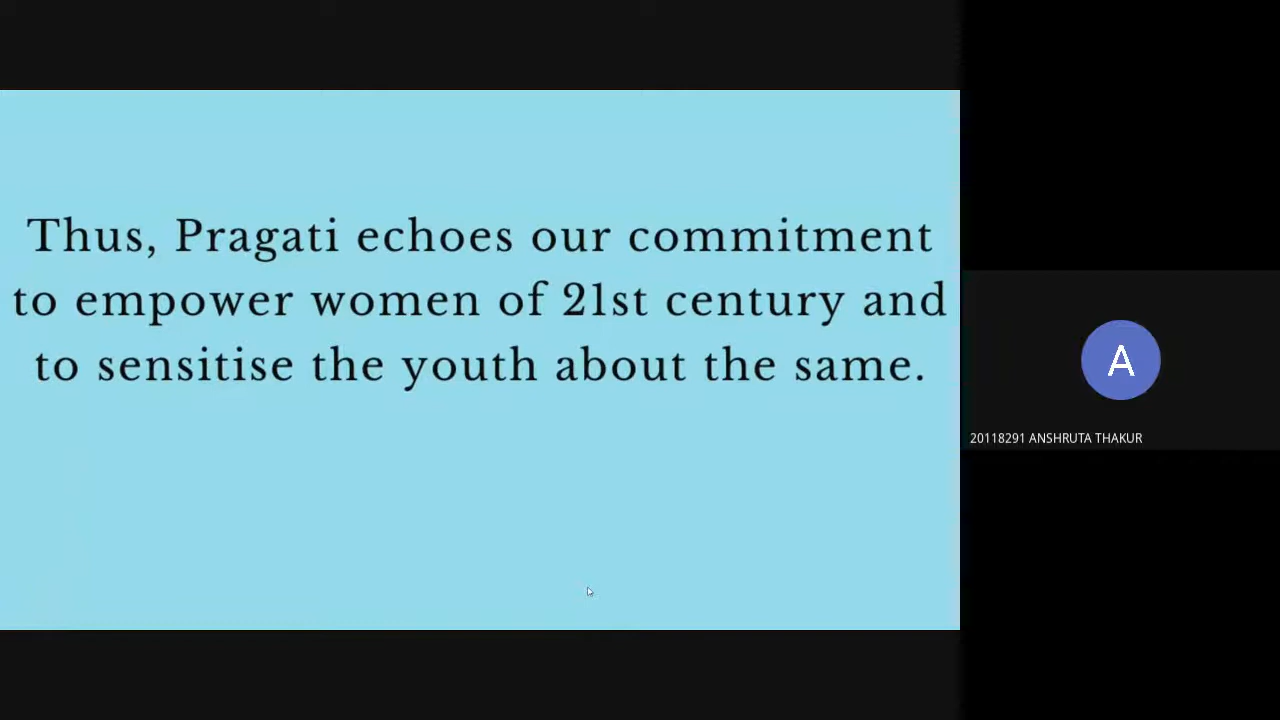 Thus, Pragati echoes our commitment
to empower women of 21st century and
to sensitise the youth about the same.
A
20118291 ANSHRUTA THAKUR